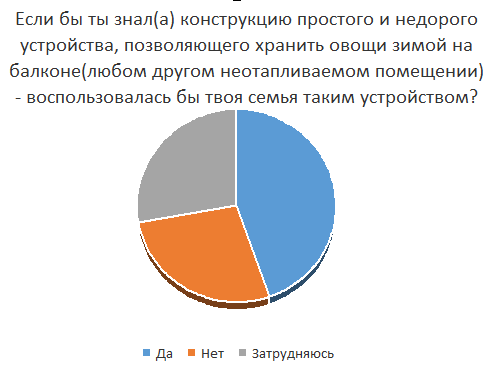 Если бы ты знал(а) конструкцию простого и недорого
устройства, позволяющего хранить овощи зимой на
балконе(любом другом неотапливаемом помещении)
- воспользовалась бы твоя семья таким устройством?
Да Нет Затрудняюсь